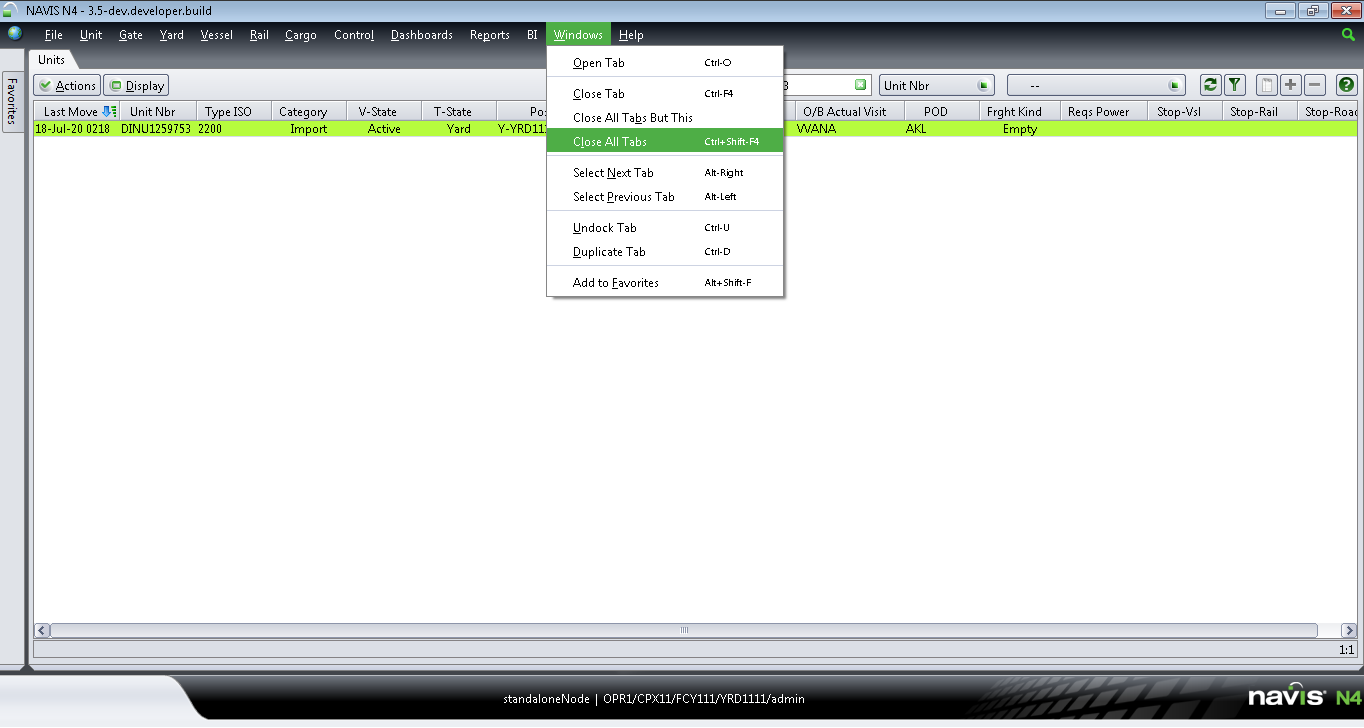 NAVIS N4 - 3.5-dev.developer.build
File Unit Gate Yard Vessel Rail Cargo Control Dashboards Reports BI Windows Help
Units
Favorites
Actions Display 3 Unit Nbr --
Last Move Unit Nbr Type ISO Category V-State T-State Pos O/B Actual Visit POD Frght Kind Reqs Power Stop-Vsl Stop-Rail Stop-Road
18-Jul-20 0218 DINU1259753 2200 Import Active Yard Y-YRD111 VVANA AKL Empty
Open Tab Ctrl-O
Close Tab Ctrl-F4
Close All Tabs But This
Close All Tabs Ctrl+Shift-F4
Select Next Tab Alt-Right
Select Previous Tab Alt-Left
Undock Tab Ctrl-U
Duplicate Tab Ctrl-D
Add to Favorites Alt+Shift-F
1:1
standaloneNode | OPR1/CPX11/FCY111/YRD1111/admin
navis N4